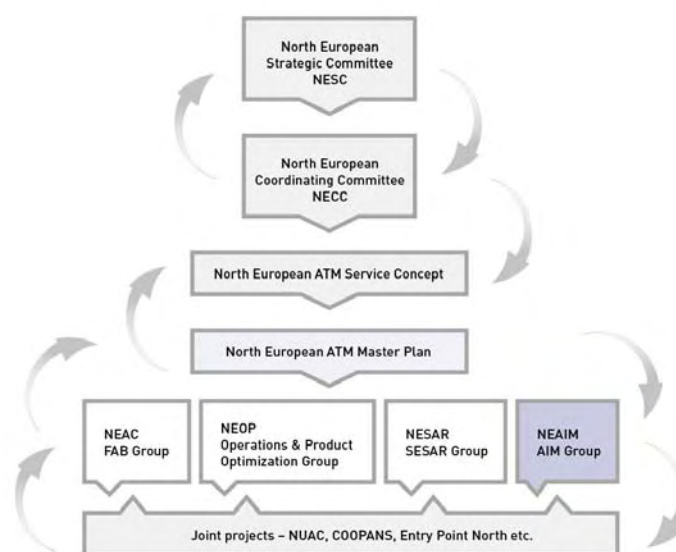 North European
Strategic Committee
NESC
North European
Coordinating Committee
NECC
North European ATM Service Concept
North European ATM Master Plan
NEAC
FAB Group
NEOP
Operations & Product
Optimization Group
NESAR
SESAR Group
NEAIM
AIM Group
Joint projects – NUAC, COOPANS, Entry Point North etc.